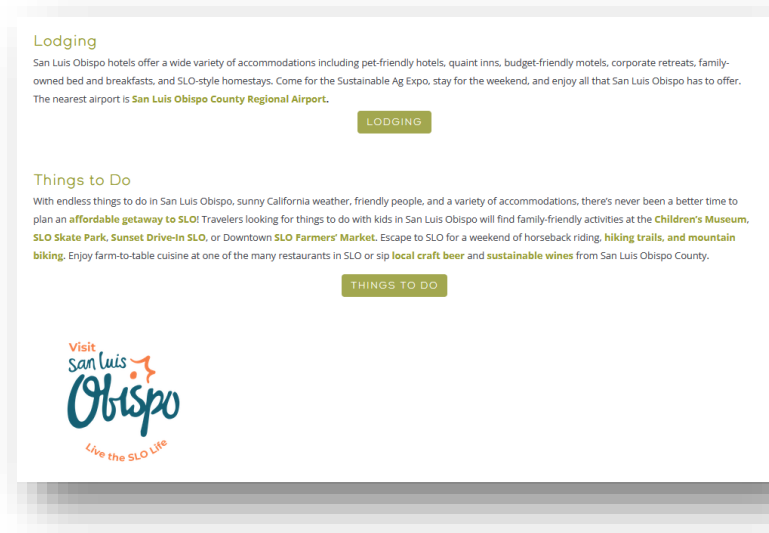 Lodging
San Luis Obispo hotels offer a wide variety of accommodations including pet-friendly hotels, quaint inns, budget-friendly motels, corporate retreats, family-
owned bed and breakfasts, and SLO-style homestays. Come for the Sustainable Ag Expo, stay for the weekend, and enjoy all that San Luis Obispo has to offer.
The nearest airport is San Luis Obispo County Regional Airport.
LODGING
Things to Do
With endless things to do in San Luis Obispo, sunny California weather, friendly people, and a variety of accommodations, there's never been a better time to
plan an affordable getaway to SLO! Travelers looking for things to do with kids in San Luis Obispo will find family-friendly activities at the Children's Museum,
SLO Skate Park, Sunset Drive-In SLO, or Downtown SLO Farmers' Market. Escape to SLO for a weekend of horseback riding, hiking trails, and mountain
biking. Enjoy farm-to-table cuisine at one of the many restaurants in SLO or sip local craft beer and sustainable wines from San Luis Obispo County.
THINGS TO DO
Visit
san luis
Obispo
Live the SLO Life